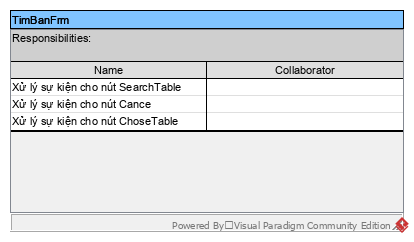 TimBanFrm
Responsibilities:
Name Collaborator
Xử lý sự kiện cho nút SearchTable
Xử lý sự kiện cho nút Cance
Xử lý sự kiện cho nút ChoseTable
Powered By□Visual Paradigm Community Edition